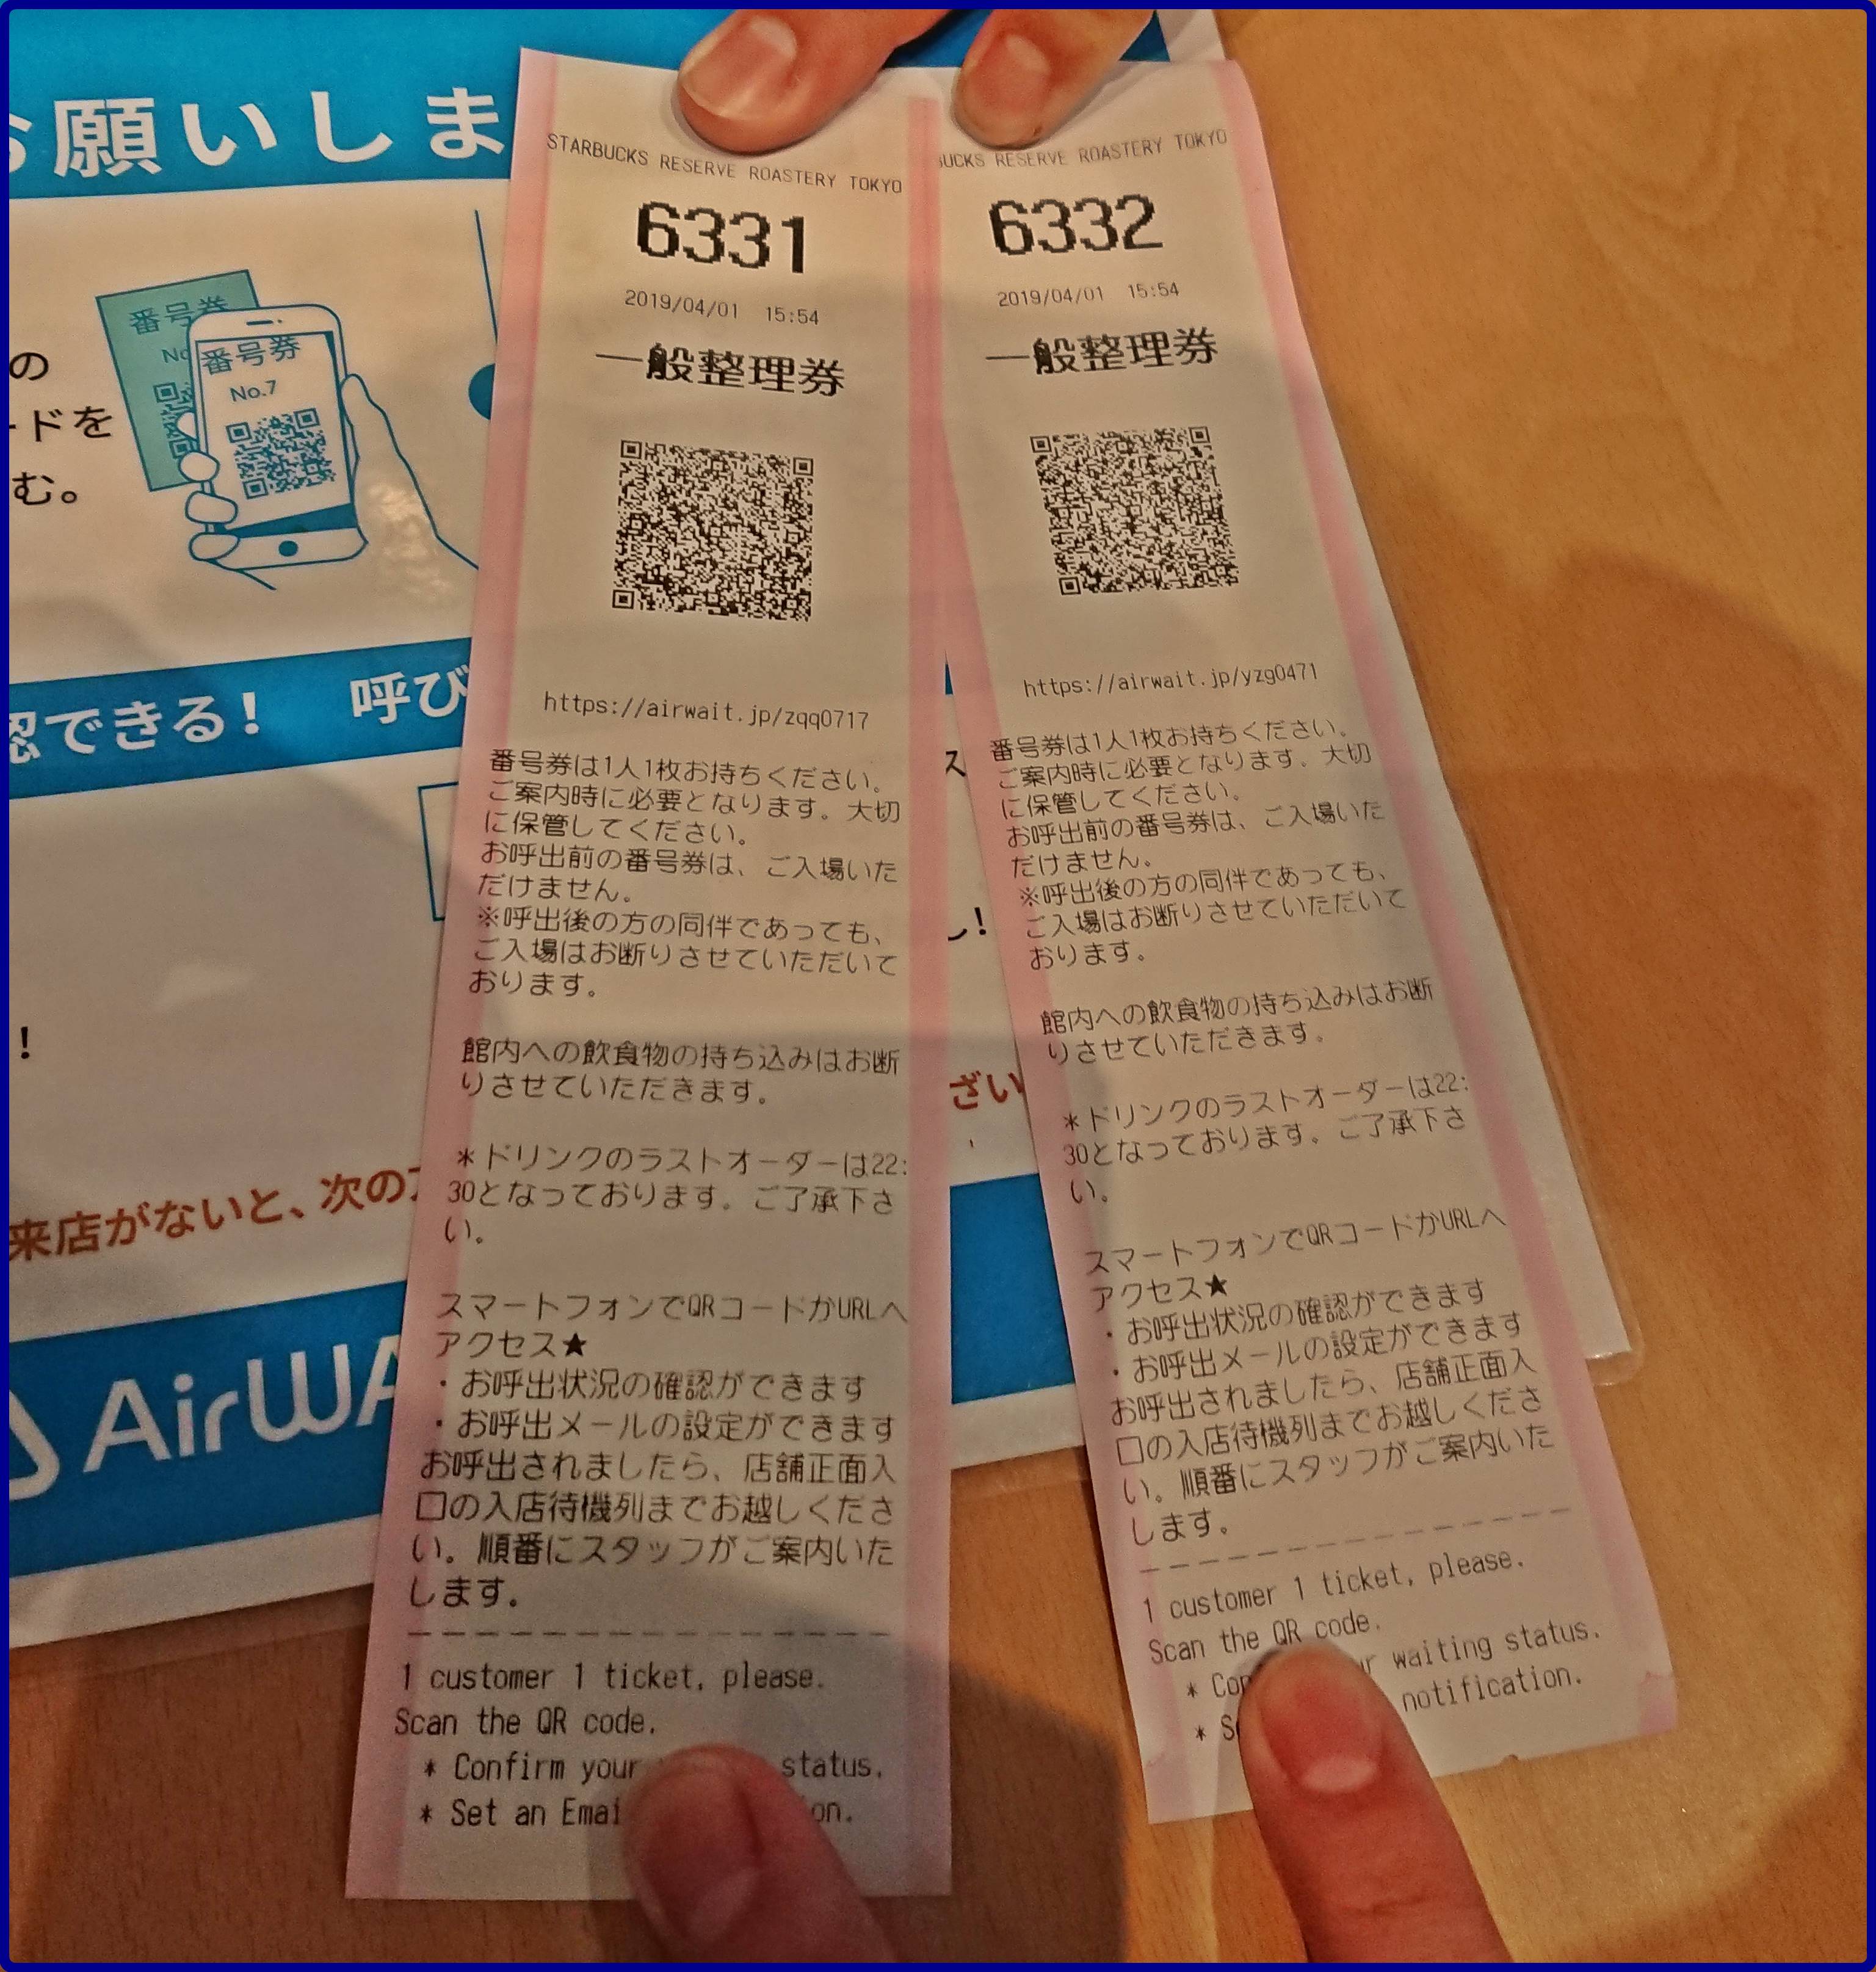 お願いしま
番号券
番号券
No.7
の
ードを
む。
認できる！ 呼び
！
ス
し！
ざい
来店がないと、次の
AirWA
STARBUCKS RESERVE ROASTERY TOKYO
6331
2019/04/01 15:54
一般整理券
https://airwait.jp/zqq0717
番号券は1人1枚お持ちください。
ご案内時に必要となります。大切
に保管してください。
お呼出前の番号券は、ご入場いた
だけません。
※呼出後の方の同伴であっても、
ご入場はお断りさせていただいて
おります。
館内への飲食物の持ち込みはお断
りさせていただきます。
＊ドリンクのラストオーダーは22:
30となっております。ご了承下さ
い。
スマートフォンでQRコードかURLへ
アクセス★
・お呼出状況の確認ができます
・お呼出メールの設定ができます
お呼出されましたら、店舗正面入
口の入店待機列までお越しくださ
い。順番にスタッフがご案内いた
します。
1 customer 1 ticket, please.
Scan the QR code.
* Confirm your status.
* Set an
BUCKS RESERVE ROASTERY TOKYO
6332
2019/04/01 15:54
一般整理券
https://airwait.jp/yzg0471
番号券は1人1枚お持ちください。
ご案内時に必要となります。大切
に保管してください。
お呼出前の番号券は、ご入場いた
だけません。
※呼出後の方の同伴であっても、
ご入場はお断りさせていただいて
おります。
館内への飲食物の持ち込みはお断
りさせていただきます。
＊ドリンクのラストオーダーは22:
30となっております。ご了承下さ
い。
スマートフォンでQRコードかURLへ
アクセス★
・お呼出状況の確認ができます
・お呼出メールの設定ができます
お呼出されましたら、店舗正面入
口の入店待機列までお越しくださ
い。順番にスタッフがご案内いた
します。
1 customer 1 ticket, please.
Scan the QR code.
* waiting status.
* notification.